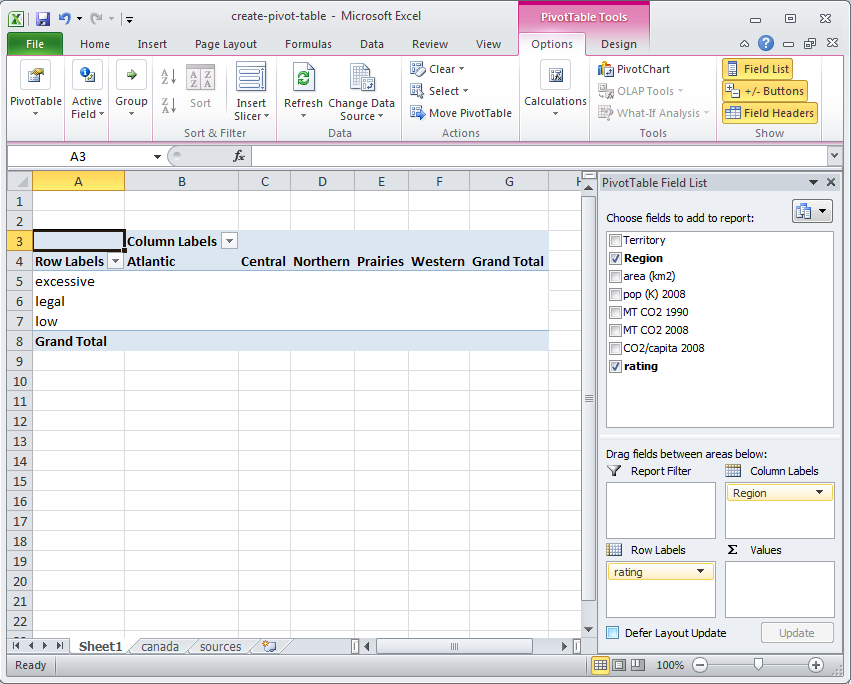 create-pivot-table - Microsoft Excel
PivotTable Tools
File Home Insert Page Layout Formulas Data Review View Options Design
PivotTable
Active Field
Group
Sort
Insert Slicer
Sort & Filter
Refresh
Change Data Source
Data
Clear
Select
Move PivotTable
Actions
Calculations
PivotChart
OLAP Tools
What-If Analysis
Tools
Field List
+/- Buttons
Field Headers
Show
A3 fx
A B C D E F G H
1
2
3 Column Labels
4 Row Labels Atlantic Central Northern Prairies Western Grand Total
5 excessive
6 legal
7 low
8 Grand Total
9
10
11
12
13
14
15
16
17
18
19
20
21
22
PivotTable Field List
Choose fields to add to report:
Territory
Region
area (km2)
pop (K) 2008
MT CO2 1990
MT CO2 2008
CO2/capita 2008
rating
Drag fields between areas below:
Report Filter Column Labels
Region
Row Labels Σ Values
rating
Defer Layout Update Update
Sheet1 canada sources
Ready 100%